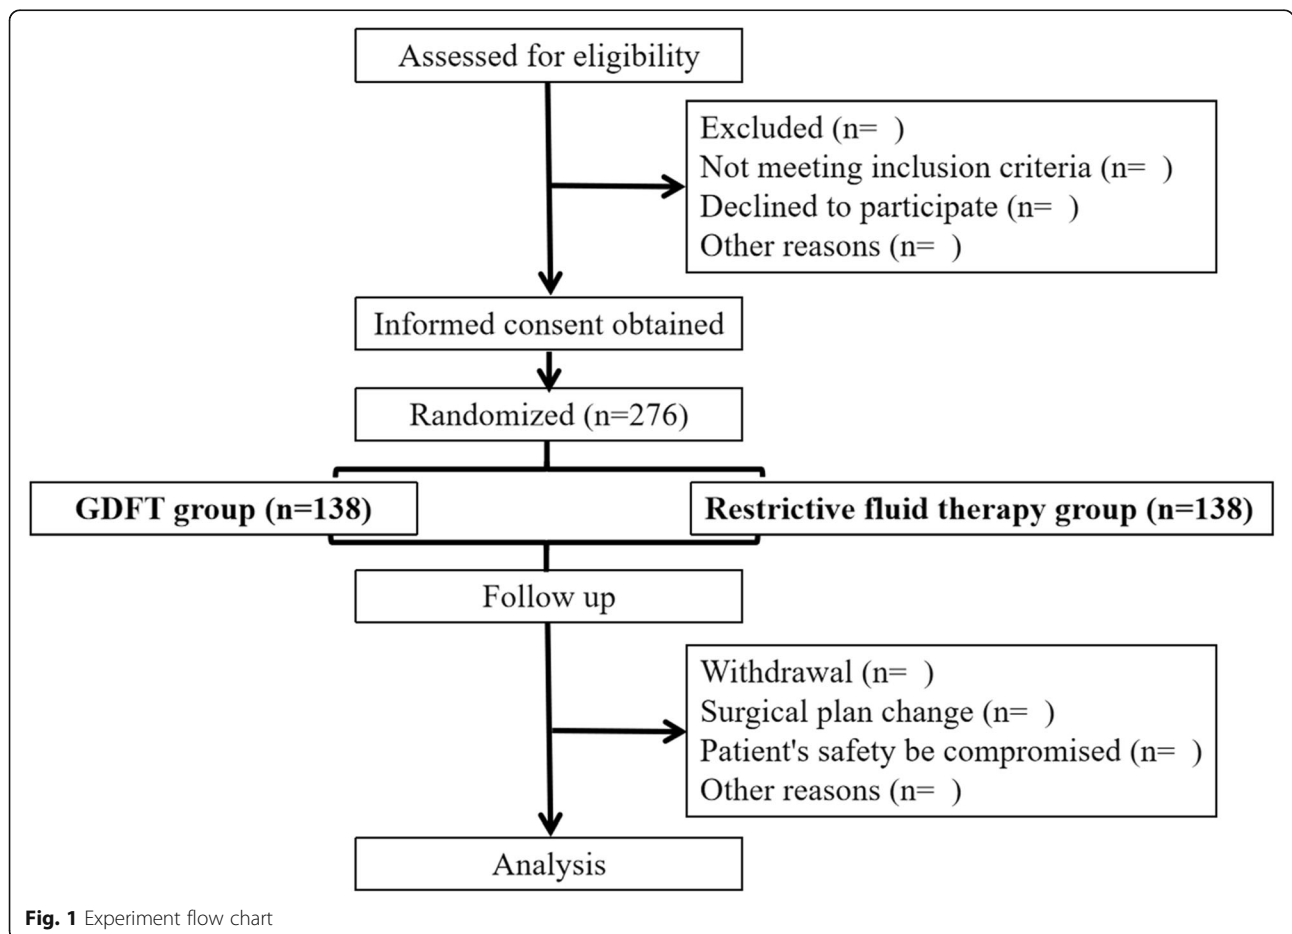 Assessed for eligibility
Excluded (n=  )
Not meeting inclusion criteria (n=  )
Declined to participate (n=  )
Other reasons (n=  )
Informed consent obtained
Randomized (n=276)
GDFT group (n=138)
Restrictive fluid therapy group (n=138)
Follow up
Withdrawal (n=  )
Surgical plan change (n=  )
Patient's safety be compromised (n=  )
Other reasons (n=  )
Analysis
Fig. 1 Experiment flow chart